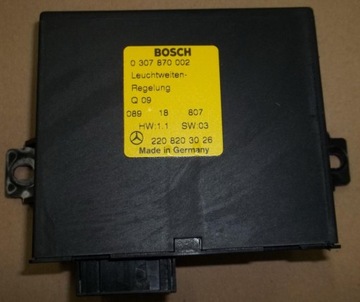 BOSCH
0 307 870 002
Leuchtweiten-
Regelung
Q 09
089 18 807
HW:1.1 SW:03
220 820 30 26
Made in Germany